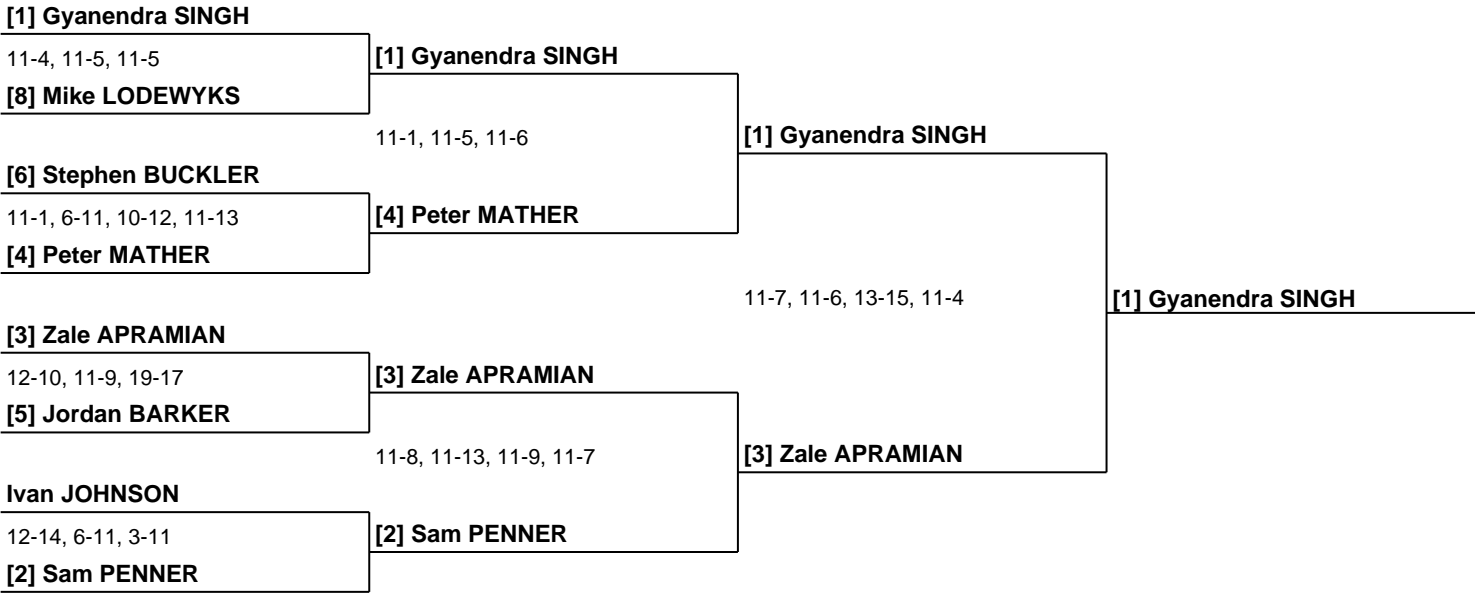 [1] Gyanendra SINGH
11-4, 11-5, 11-5
[8] Mike LODEWYKS
[1] Gyanendra SINGH
11-1, 11-5, 11-6
[6] Stephen BUCKLER
11-1, 6-11, 10-12, 11-13
[4] Peter MATHER
[4] Peter MATHER
[1] Gyanendra SINGH
11-7, 11-6, 13-15, 11-4
[1] Gyanendra SINGH
[3] Zale APRAMIAN
12-10, 11-9, 19-17
[5] Jordan BARKER
[3] Zale APRAMIAN
11-8, 11-13, 11-9, 11-7
[3] Zale APRAMIAN
Ivan JOHNSON
12-14, 6-11, 3-11
[2] Sam PENNER
[2] Sam PENNER